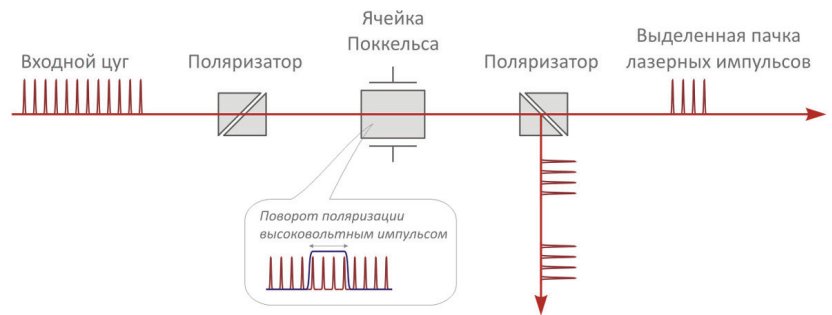 Входной цуг
Поляризатор
Ячейка
Поккельса
Поляризатор
Выделенная пачка
лазерных импульсов
Поворот поляризации
высоковольтным импульсом